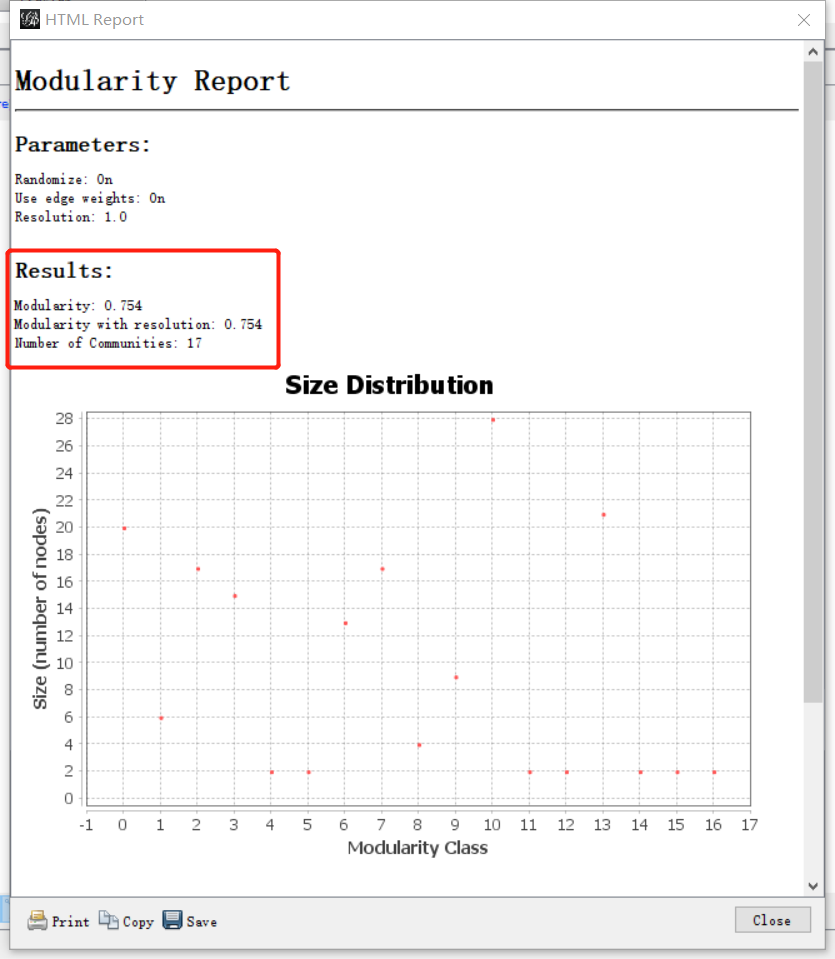 HTML Report
Modularity Report
Parameters:
Randomize: On
Use edge weights: On
Resolution: 1.0
Results:
Modularity: 0.754
Modularity with resolution: 0.754
Number of Communities: 17
Size Distribution
28
26
24
22
20
18
16
14
12
10
8
6
4
2
0
Size (number of nodes)
-1 0 1 2 3 4 5 6 7 8 9 10 11 12 13 14 15 16 17
Modularity Class
Print Copy Save Close